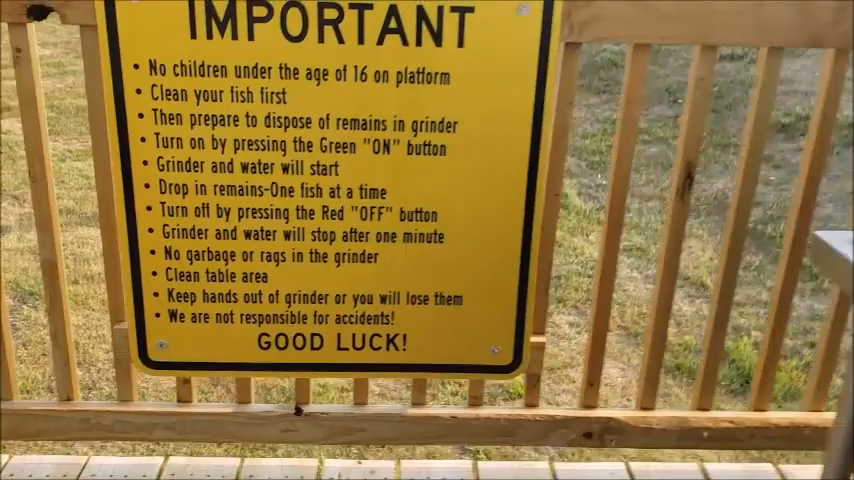 IMPORTANT
• No children under the age of 16 on platform
• Clean your fish first
• Then prepare to dispose of remains in grinder
• Turn on by pressing the Green "ON" button
• Grinder and water will start
• Drop in remains-One fish at a time
• Turn off by pressing the Red "OFF" button
• Grinder and water will stop after one minute
• No garbage or rags in the grinder
• Clean table area
• Keep hands out of grinder or you will lose them
• We are not responsible for accidents!
GOOD LUCK!